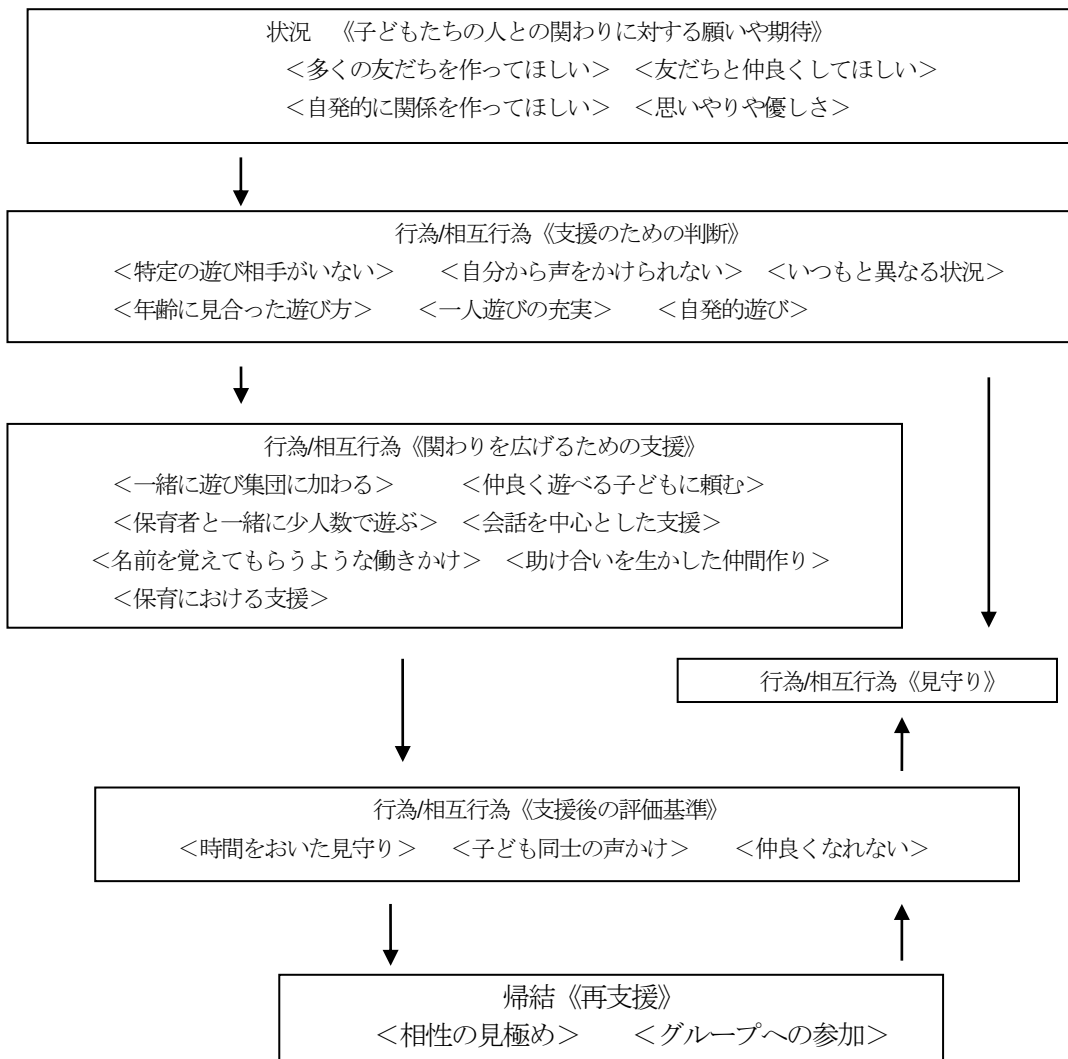 状況　《子どもたちの人との関わりに対する願いや期待》
＜多くの友だちを作ってほしい＞　＜友だちと仲良くしてほしい＞
＜自発的に関係を作ってほしい＞　＜思いやりや優しさ＞
行為/相互行為《支援のための判断》
＜特定の遊び相手がいない＞　＜自分から声をかけられない＞　＜いつもと異なる状況＞
＜年齢に見合った遊び方＞　＜一人遊びの充実＞　＜自発的遊び＞
行為/相互行為《関わりを広げるための支援》
＜一緒に遊び集団に加わる＞　＜仲良く遊べる子どもに頼む＞
＜保育者と一緒に少人数で遊ぶ＞　＜会話を中心とした支援＞
＜名前を覚えてもらうような働きかけ＞　＜助け合いを生かした仲間作り＞
＜保育における支援＞
行為/相互行為《見守り》
行為/相互行為《支援後の評価基準》
＜時間をおいた見守り＞　＜子ども同士の声かけ＞　＜仲良くなれない＞
帰結《再支援》
＜相性の見極め＞　＜グループへの参加＞